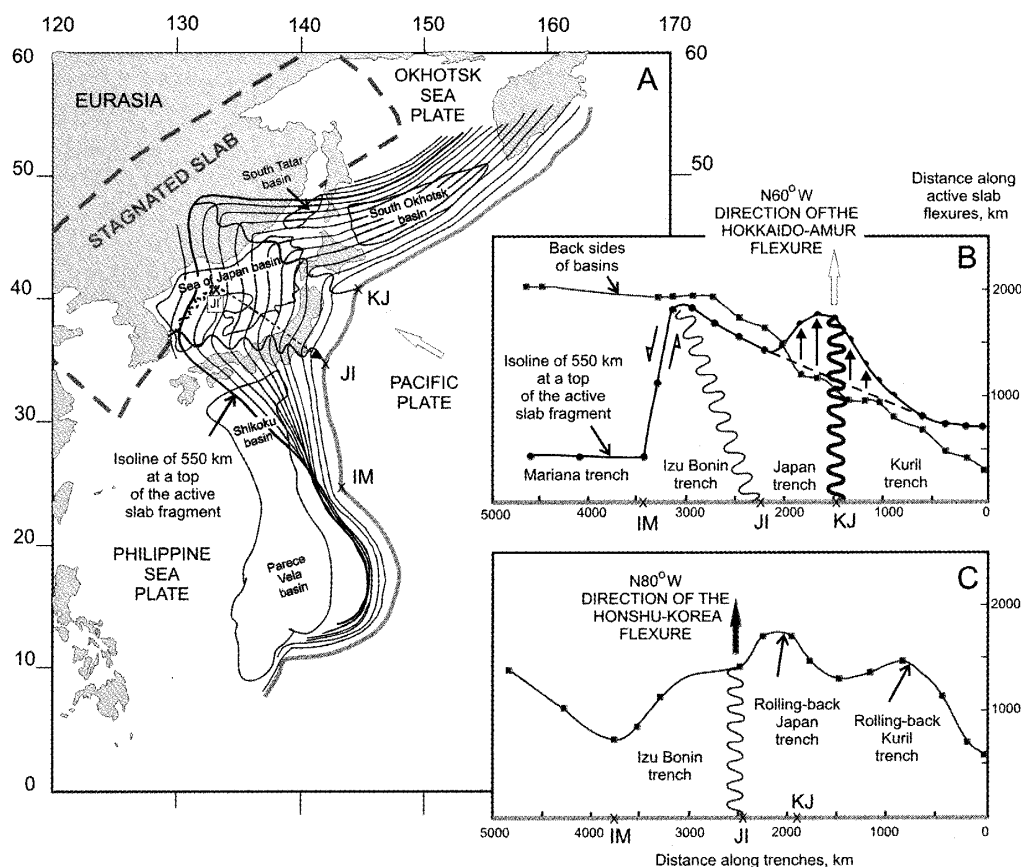 120
130
140
150
160
170
60
50
40
30
20
10
0
60
50
130
140
150
A
EURASIA
OKHOTSK
SEA
PLATE
STAGNATED SLAB
South Tatar
basin
South Okhotsk
basin
Sea of Japan basin
JI
KJ
JI
IM
PACIFIC
PLATE
Shikoku
basin
Isoline of 550 km
at a top
of the active
slab fragment
PHILIPPINE
SEA
PLATE
Parece
Vela
basin
Distance along
active slab
flexures, km
N60°W
DIRECTION OF THE
HOKKAIDO-AMUR
FLEXURE
B
Back sides
of basins
Isoline of 550 km
at a top
of the active
slab fragment
Mariana trench
Izu Bonin
trench
Japan
trench
Kuril
trench
2000
1000
5000
4000
IM
3000
JI
2000
KJ
1000
0
C
N80°W
DIRECTION OF THE
HONSHU-KOREA
FLEXURE
Rolling-back
Japan
trench
Rolling-back
Kuril
trench
Izu Bonin
trench
2000
1000
KJ
5000
4000
IM
3000
JI
2000
1000
0
Distance along trenches, km